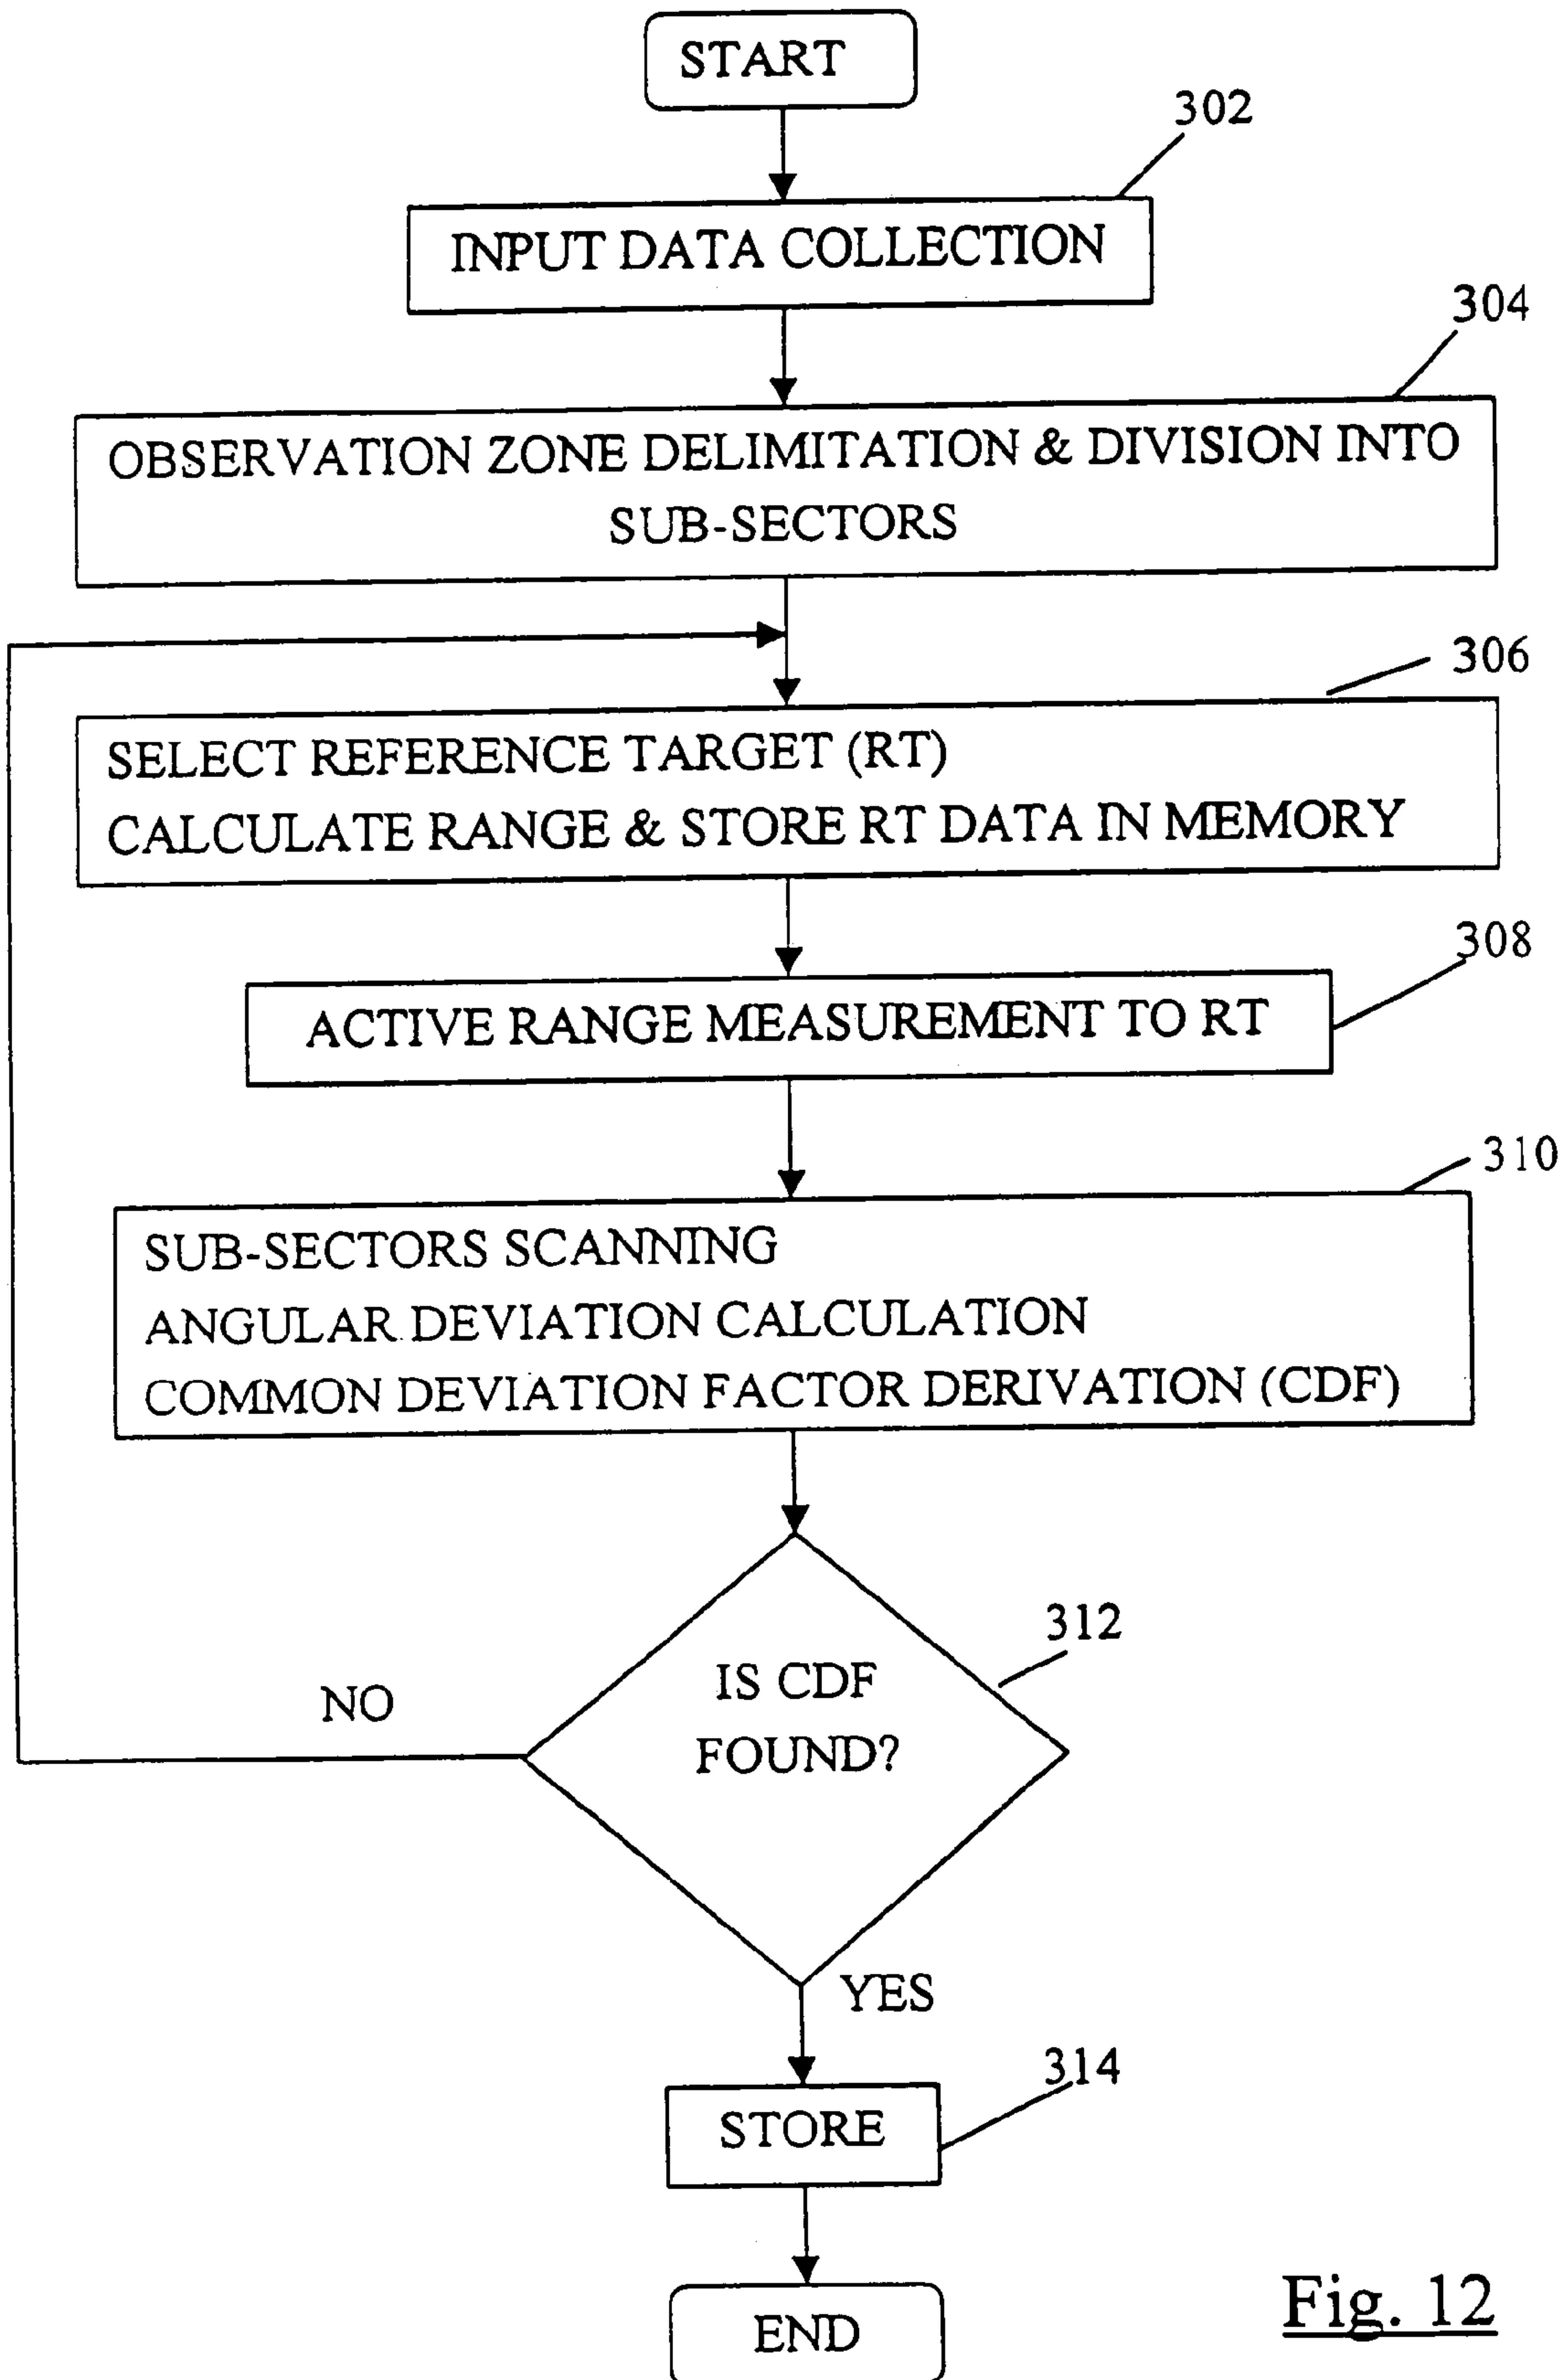 START
302
INPUT DATA COLLECTION
304
OBSERVATION ZONE DELIMITATION & DIVISION INTO
SUB-SECTORS
306
SELECT REFERENCE TARGET (RT)
CALCULATE RANGE & STORE RT DATA IN MEMORY
308
ACTIVE RANGE MEASUREMENT TO RT
310
SUB-SECTORS SCANNING
ANGULAR DEVIATION CALCULATION
COMMON DEVIATION FACTOR DERIVATION (CDF)
312
IS CDF
FOUND?
NO
YES
314
STORE
END
Fig. 12